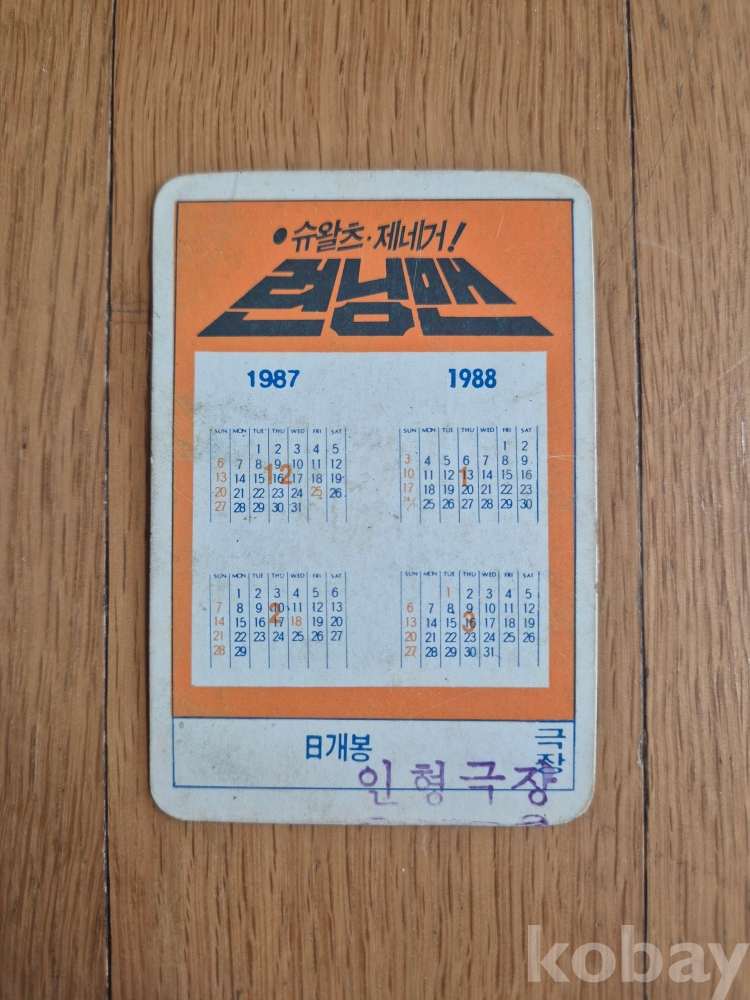 ●슈왈츠·제네거!
런닝맨
1987
SUN MON TUE THU WED FRI SAT
1 2 3 4 5
6 7 8 9 10 11 12
13 14 15 16 17 18 19
20 21 22 23 24 25 26
27 28 29 30 31
12
1988
SUN MON TUE THU WED FRI SAT
1 2
3 4 5 6 7 8 9
10 11 12 13 14 15 16
17 18 19 20 21 22 23
25 26 27 28 29 30
1
SUN MON TUE THU WED FRI SAT
1 2 3 4 5 6
7 8 9 10 11 12 13
14 15 16 17 18 19 20
21 22 23 24 25 26 27
28 29
2
SUN MON TUE THU WED FRI SAT
1 2 3 4 5
6 7 8 9 10 11 12
13 14 15 16 17 18 19
20 21 22 23 24 25 26
27 28 29 30 31
3
日개봉
극장
인형극장
kobay